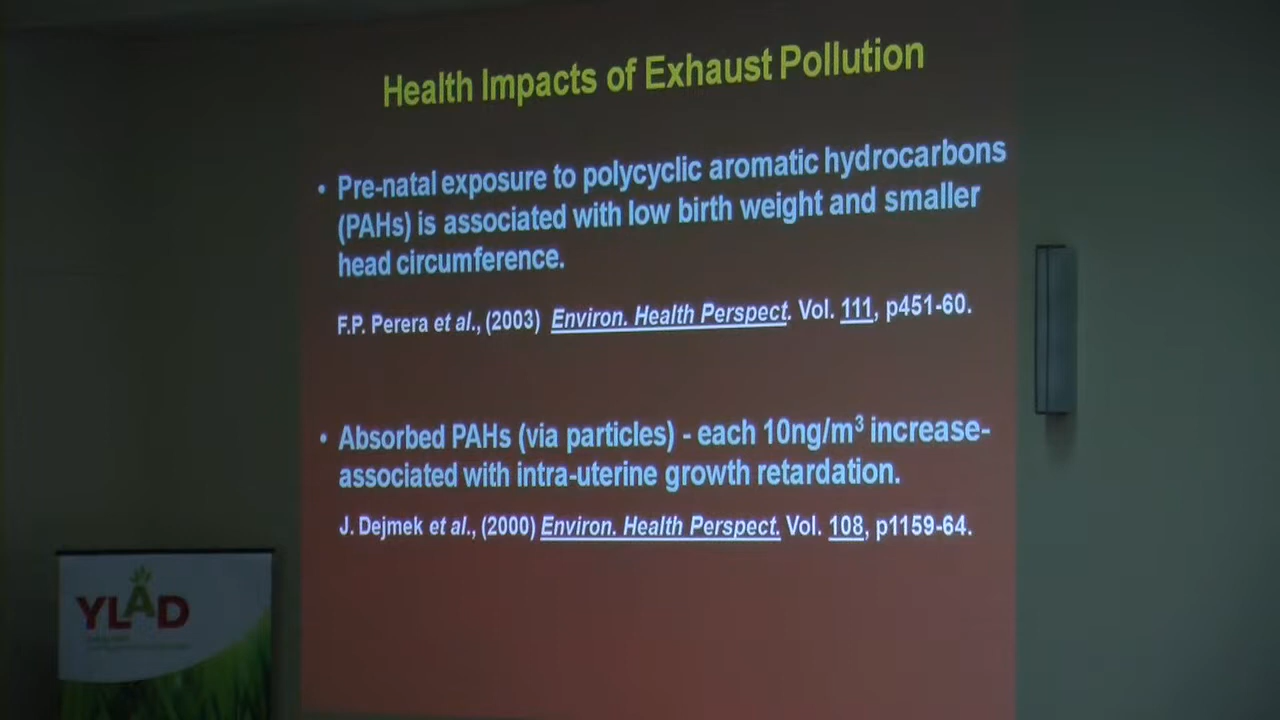 Health Impacts of Exhaust Pollution
• Pre-natal exposure to polycyclic aromatic hydrocarbons
(PAHs) is associated with low birth weight and smaller
head circumference.
F.P. Perera et al., (2003) Environ. Health Perspect. Vol. 111, p451-60.
• Absorbed PAHs (via particles) - each 10ng/m³ increase-
associated with intra-uterine growth retardation.
J. Dejmek et al., (2000) Environ. Health Perspect. Vol. 108, p1159-64.
YLAD